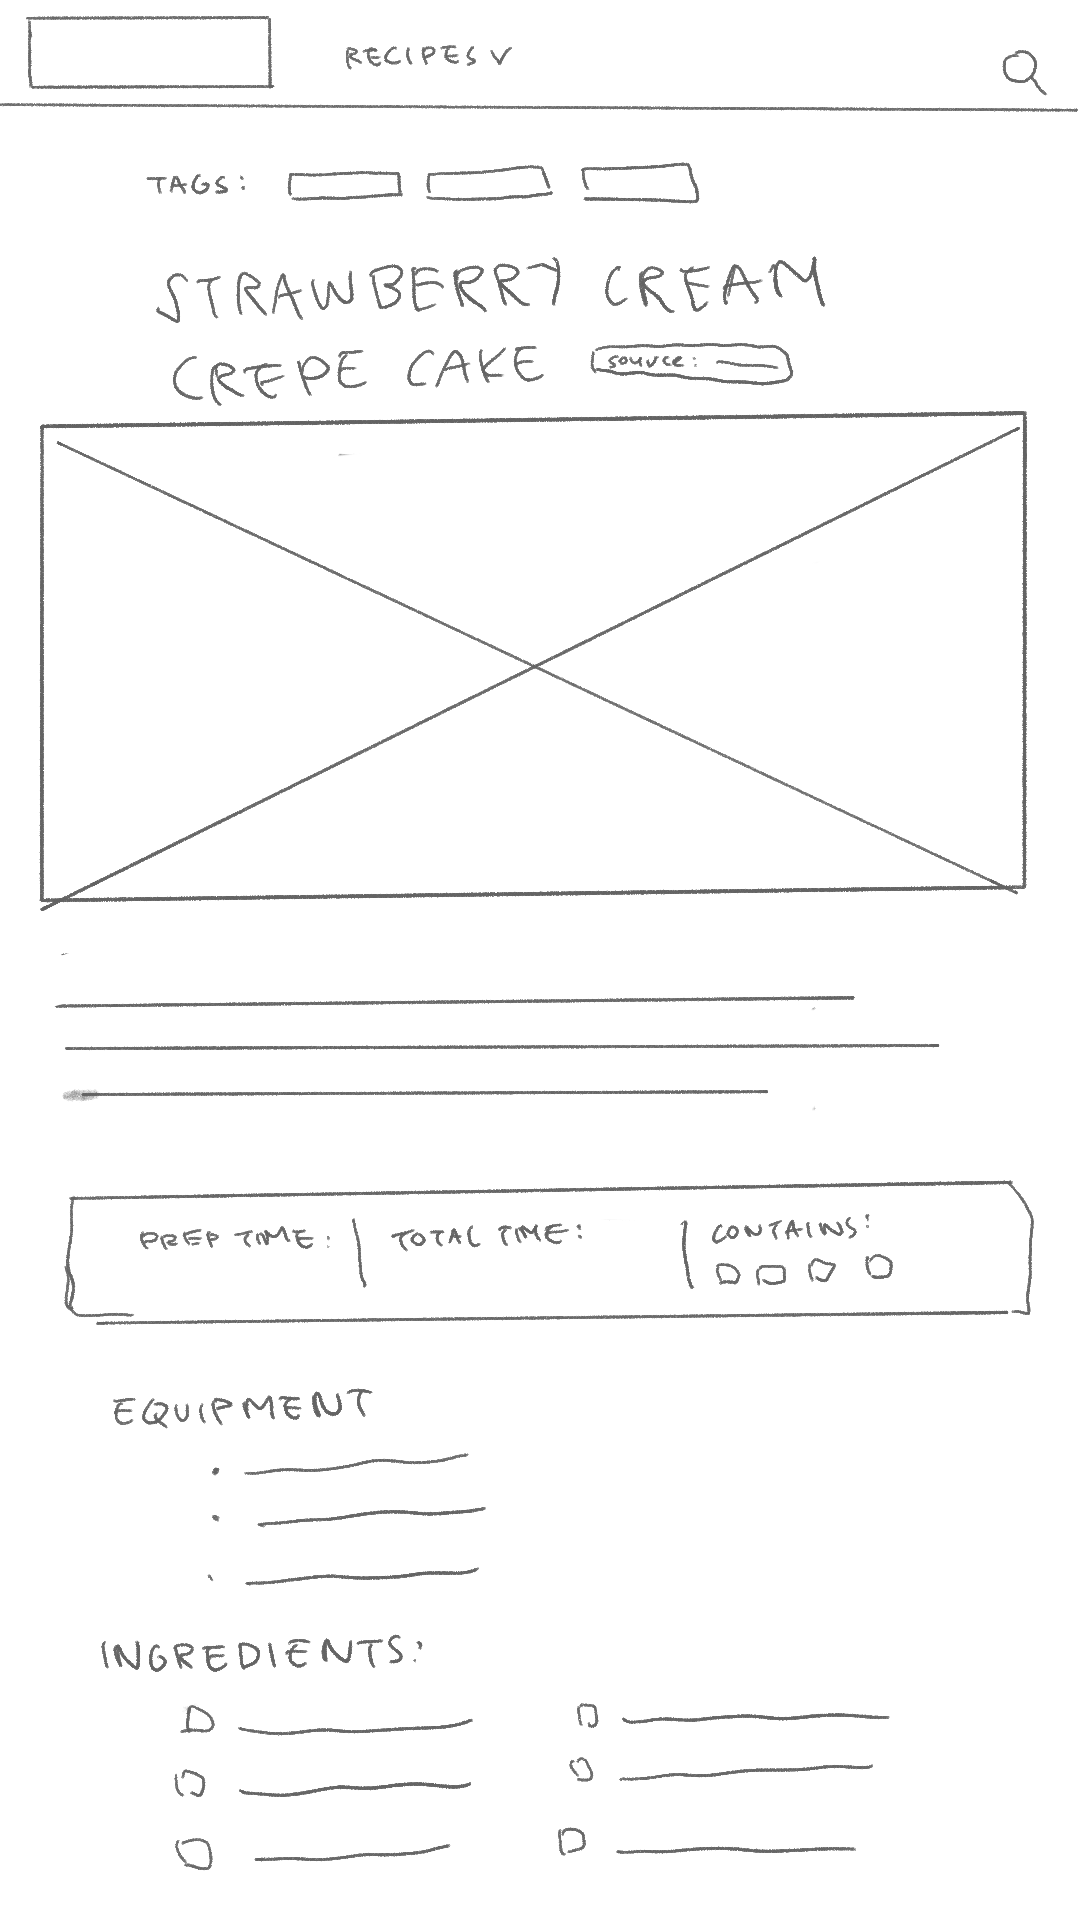 RECIPES V
TAGS:
STRAWBERRY CREAM
CREPE CAKE
source:
PREP TIME:
TOTAL TIME:
CONTAINS:
EQUIPMENT
INGREDIENTS: